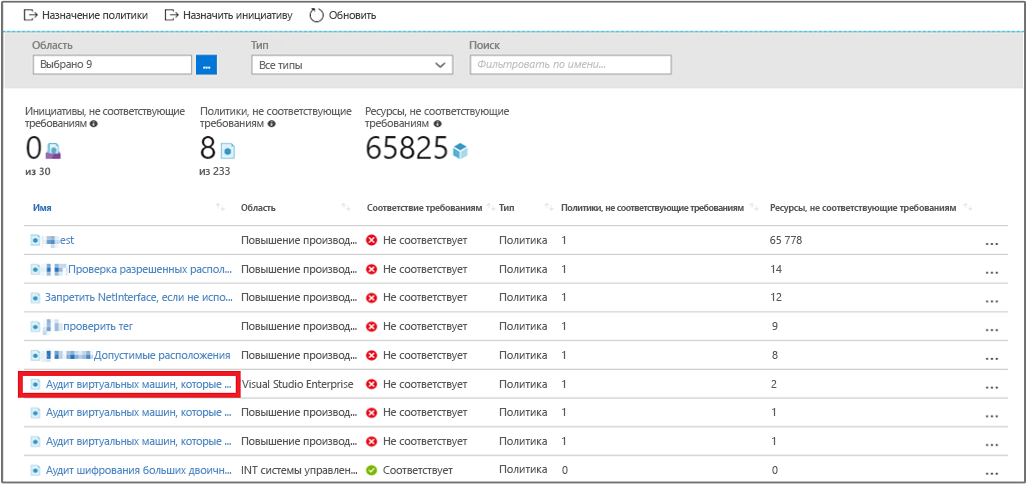 Назначение политики Назначить инициативу Обновить
Область Тип Поиск
Выбрано 9 ... Все типы Фильтровать по имени...
Инициативы, не соответствующие Политики, не соответствующие Ресурсы, не соответствующие
требованиям требованиям требованиям
0 8 65825
из 30 из 233
Имя Область Соответствие требованиям Тип Политики, не соответствующие требованиям Ресурсы, не соответствующие требованиям
est Повышение производ... Не соответствует Политика 1 65 778 ...
Проверка разрешенных распол... Повышение производ... Не соответствует Политика 1 14 ...
Запретить NetInterface, если не испо... Повышение производ... Не соответствует Политика 1 12 ...
проверить тег Повышение производ... Не соответствует Политика 1 9 ...
Допустимые расположения Повышение производ... Не соответствует Политика 1 8 ...
Аудит виртуальных машин, которые ... Visual Studio Enterprise Не соответствует Политика 1 2 ...
Аудит виртуальных машин, которые ... Повышение производ... Не соответствует Политика 1 1 ...
Аудит виртуальных машин, которые ... Повышение производ... Не соответствует Политика 1 1 ...
Аудит шифрования больших двоичн... INT системы управлен... Соответствует Политика 0 0 ...